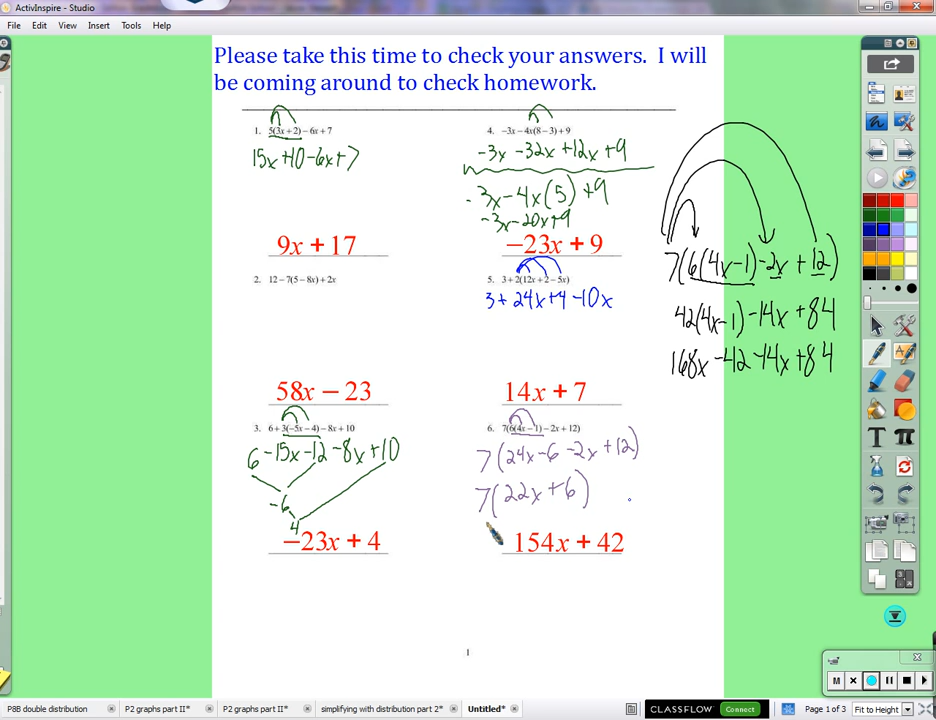 ActivInspire - Studio
File Edit View Insert Tools Help
Please take this time to check your answers. I will
be coming around to check homework.
1. 5(3x + 2) − 6x + 7
15x +10 -6x +7
9x + 17
2. 12 − 7(5 − 8x) + 2x
58x − 23
3. 6 + 3(−5x − 4) − 8x + 10
6 -15x -12 -8x +10
-6
4
−23x + 4
4. −3x − 4x(8 − 3) + 9
-3x -32x +12x +9
-3x -4x(5) +9
-3x -20x +9
−23x + 9
5. 3 + 2(12x + 2 − 5x)
3 + 24x +4 -10x
14x + 7
6. 7(6(4x − 1) − 2x + 12)
7(24x -6 -2x +12)
7(22x +6)
154x + 42
7(6(4x-1) -2x +12)
42(4x-1) -14x +84
168x -42 -14x +84
1
M
P8B double distribution
P2 graphs part II*
P2 graphs part II*
simplifying with distribution part 2*
Untitled*
CLASSFLOW Connect
Page 1 of 3
Fit to Height